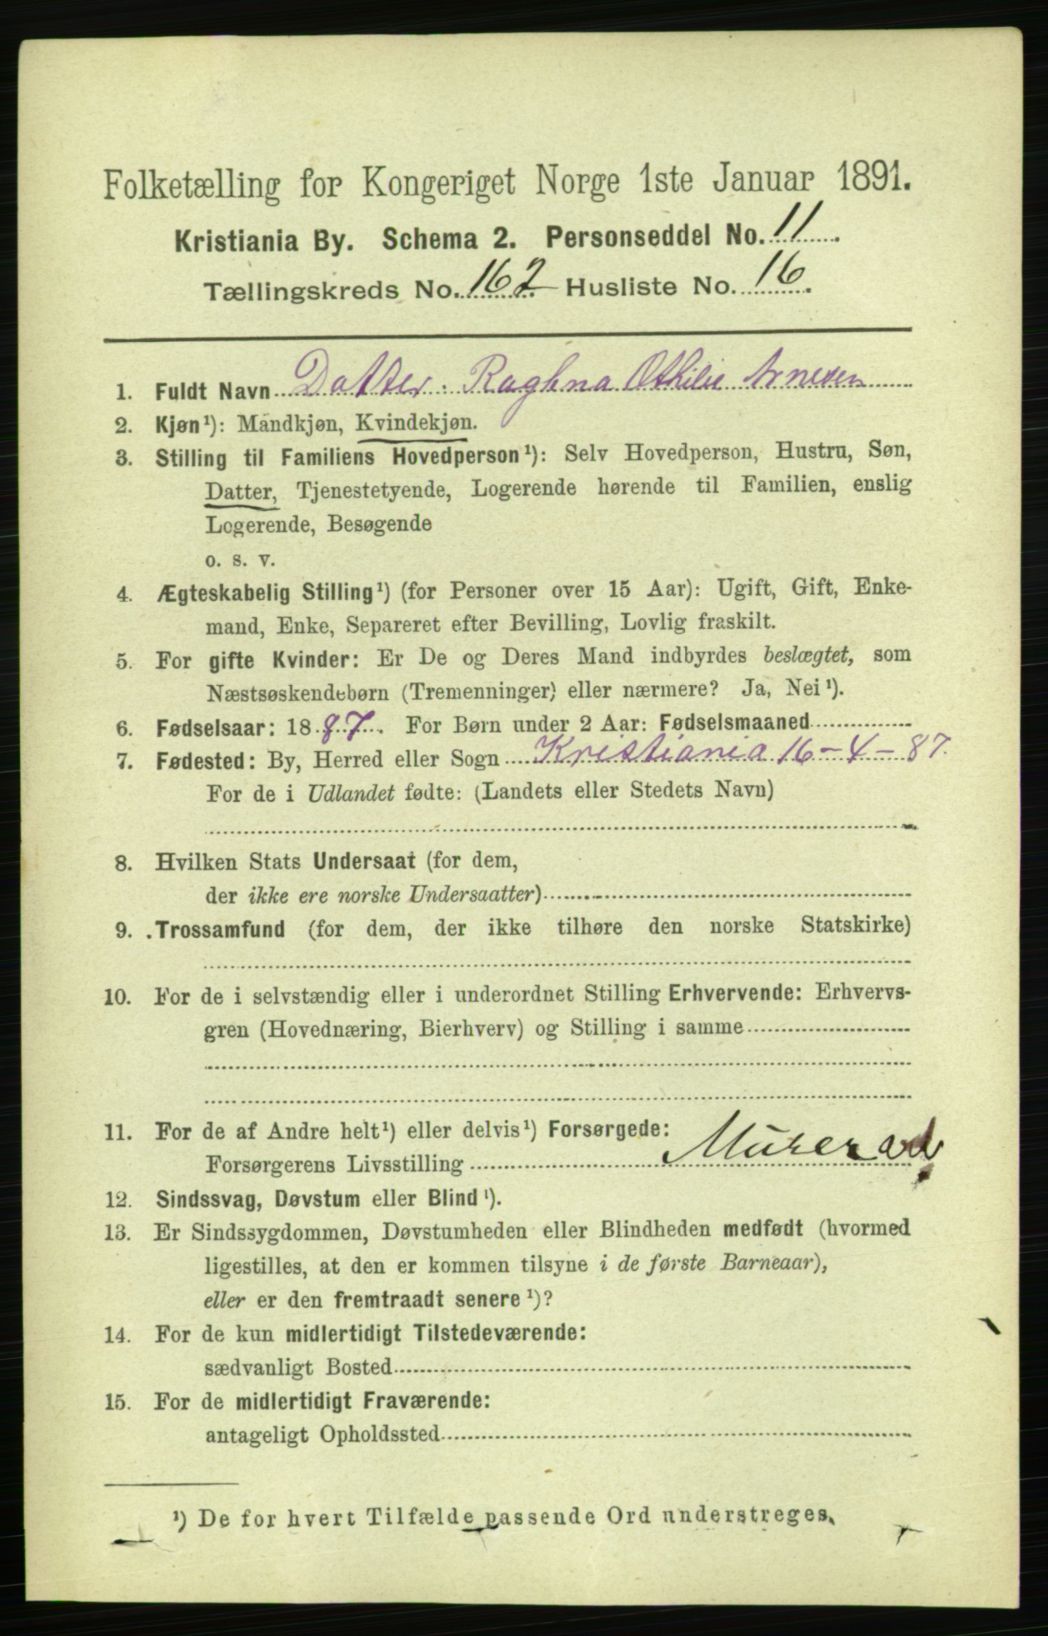 Folketælling for Kongeriget Norge 1ste Januar 1891.
Kristiania By. Schema 2. Personseddel No. 11.
Tællingskreds No. 162 Husliste No. 16.
1. Fuldt Navn Datter. Raghna Othilie Arnesen
2. Kjøn¹): Mandkjøn, Kvindekjøn.
3. Stilling til Familiens Hovedperson¹): Selv Hovedperson, Hustru, Søn,
Datter, Tjenestetyende, Logerende hørende til Familien, enslig
Logerende, Besøgende
o. s. v.
4. Ægteskabelig Stilling¹) (for Personer over 15 Aar): Ugift, Gift, Enke-
mand, Enke, Separeret efter Bevilling, Lovlig fraskilt.
5. For gifte Kvinder: Er De og Deres Mand indbyrdes beslægtet, som
Næstsøskendebørn (Tremenninger) eller nærmere? Ja, Nei¹).
6. Fødselsaar: 1887. For Børn under 2 Aar: Fødselsmaaned
7. Fødested: By, Herred eller Sogn Kristiania 16-4-87.
For de i Udlandet fødte: (Landets eller Stedets Navn)
8. Hvilken Stats Undersaat (for dem,
der ikke ere norske Undersaatter)
9. Trossamfund (for dem, der ikke tilhøre den norske Statskirke)
10. For de i selvstændig eller i underordnet Stilling Erhvervende: Erhvervs-
gren (Hovednæring, Bierhverv) og Stilling i samme
11. For de af Andre helt¹) eller delvis¹) Forsørgede:
Forsørgerens Livsstilling Murerarb
12. Sindssvag, Døvstum eller Blind¹).
13. Er Sindssygdommen, Døvstumheden eller Blindheden medfødt (hvormed
ligestilles, at den er kommen tilsyne i de første Barneaar),
eller er den fremtraadt senere¹)?
14. For de kun midlertidigt Tilstedeværende:
sædvanligt Bosted
15. For de midlertidigt Fraværende:
antageligt Opholdssted
¹) De for hvert Tilfælde passende Ord understreges.